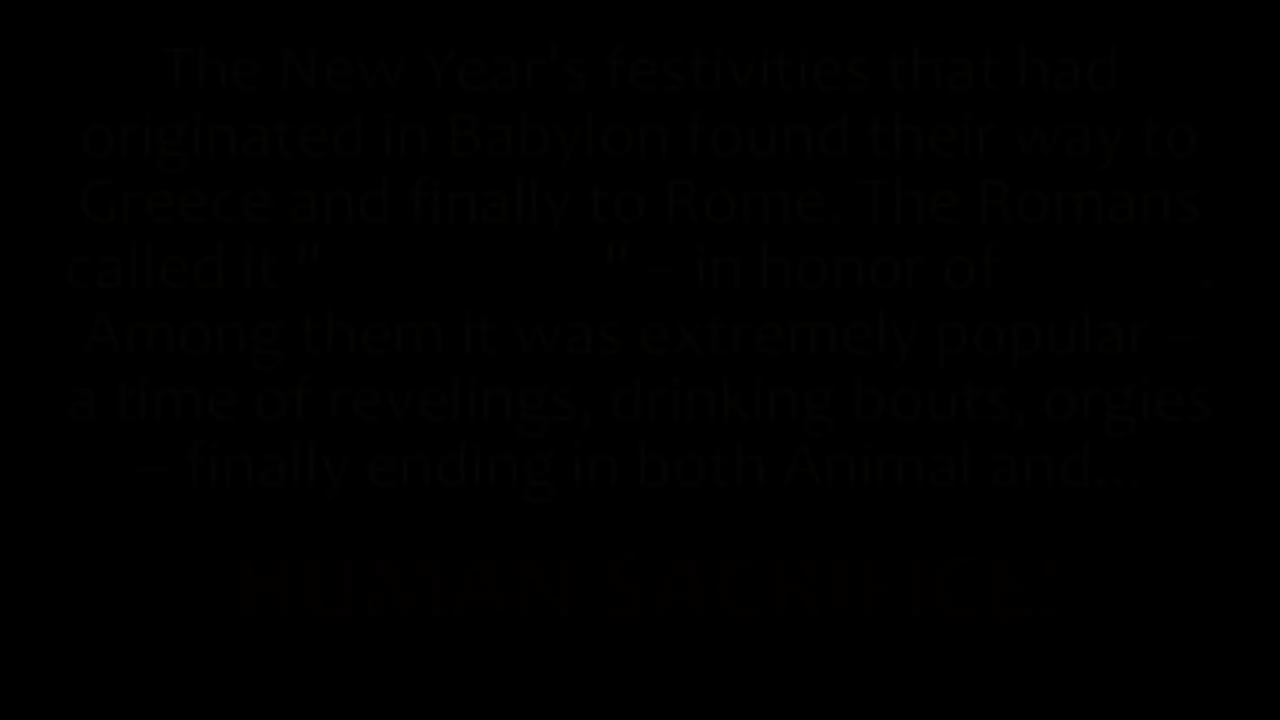 The New Year's festivities that had
originated in Babylon found their way to
Greece and finally to Rome. The Romans
called it " " – in honor of .
Among them it was extremely popular –
a time of revelings, drinking bouts, orgies
– finally ending in both Animal and...
HUMAN SACRIFICE!